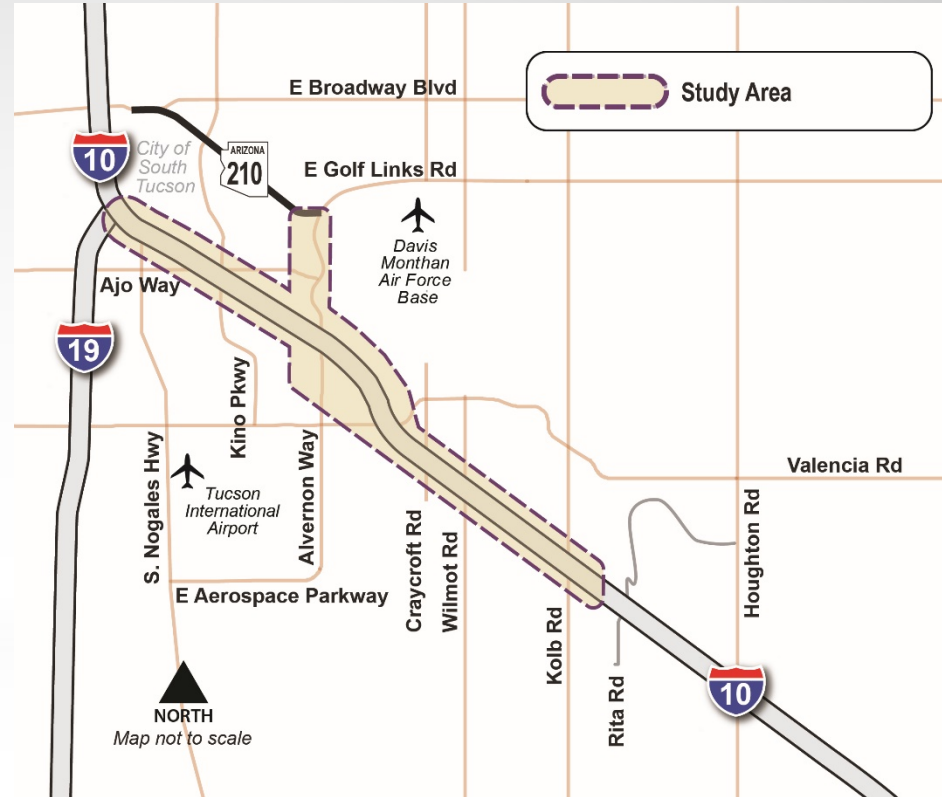 E Broadway Blvd
Study Area
10
City of
South
Tucson
ARIZONA
210
E Golf Links Rd
Davis
Monthan
Air Force
Base
Ajo Way
19
Kino Pkwy
S. Nogales Hwy
Alvernon Way
Valencia Rd
Tucson
International
Airport
Craycroft Rd
Wilmot Rd
Houghton Rd
E Aerospace Parkway
Kolb Rd
Rita Rd
10
NORTH
Map not to scale